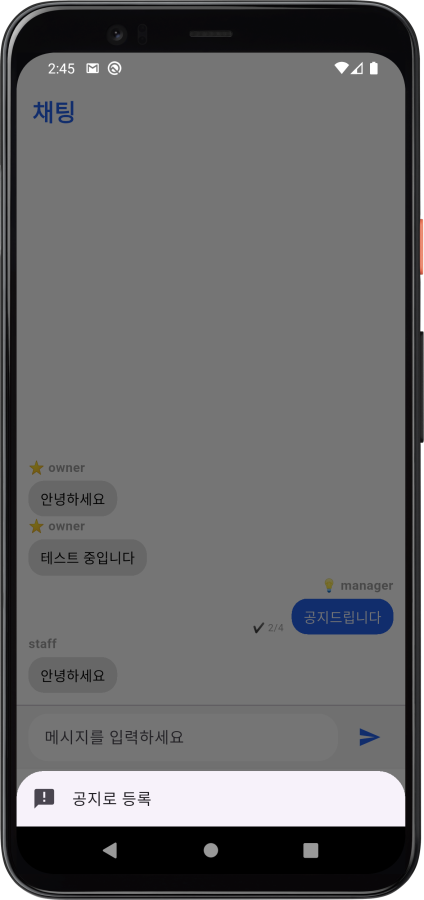 2:45
채팅
owner
안녕하세요
owner
테스트 중입니다
manager
2/4
공지드립니다
staff
안녕하세요
메시지를 입력하세요
공지로 등록